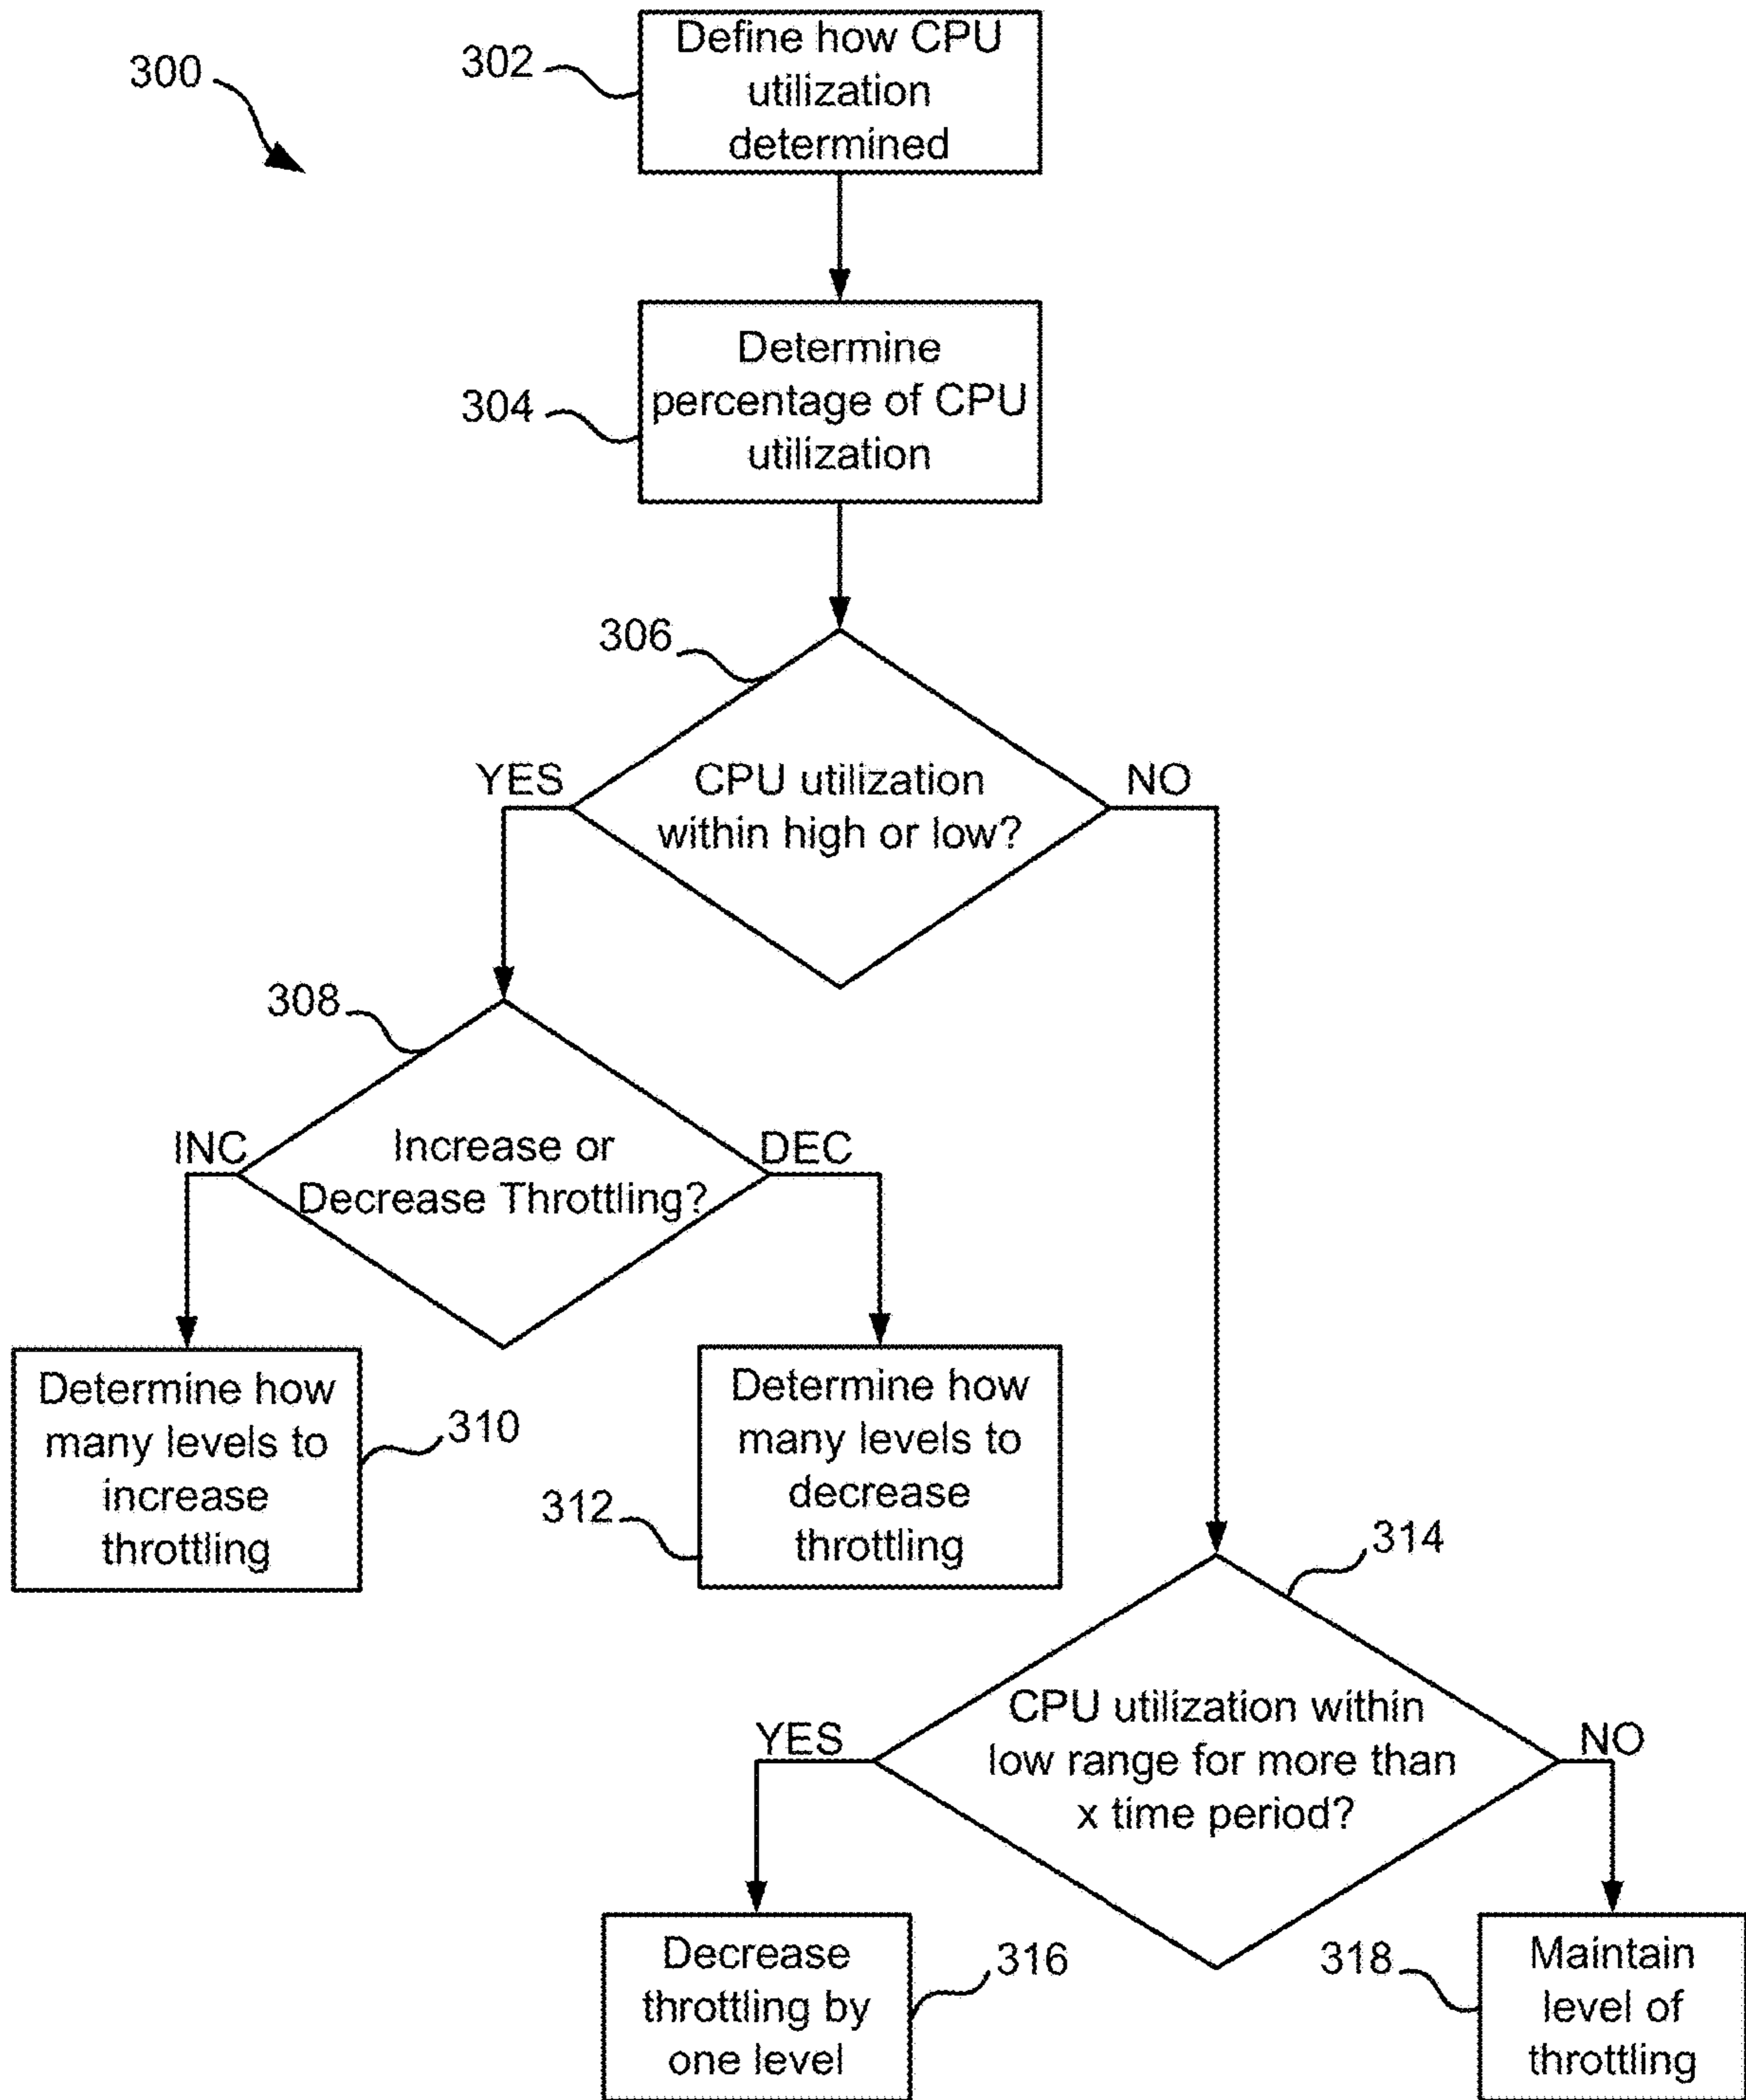 300
302
Define how CPU
utilization
determined
304
Determine
percentage of CPU
utilization
306
YES
CPU utilization
within high or low?
NO
308
INC
Increase or
Decrease Throttling?
DEC
Determine how
many levels to
increase
throttling
310
312
Determine how
many levels to
decrease
throttling
314
YES
CPU utilization within
low range for more than
x time period?
NO
Decrease
throttling by
one level
316
318
Maintain
level of
throttling